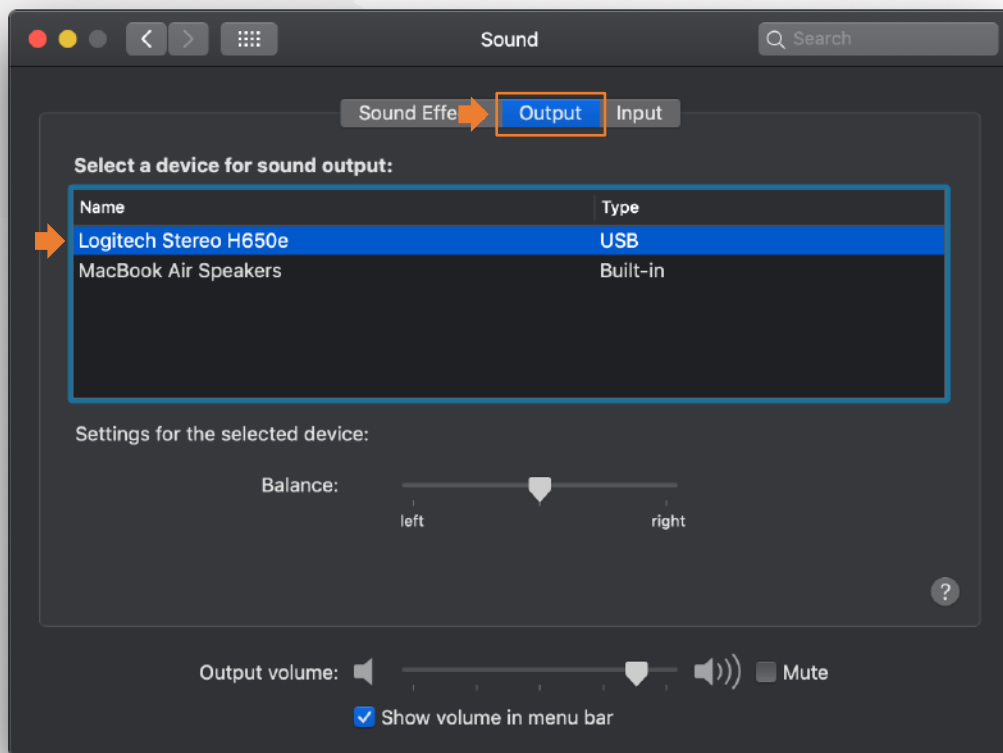 Sound
Search
Sound Effe
Output
Input
Select a device for sound output:
Name Type
Logitech Stereo H650e USB
MacBook Air Speakers Built-in
Settings for the selected device:
Balance:
left right
?
Output volume: Mute
Show volume in menu bar